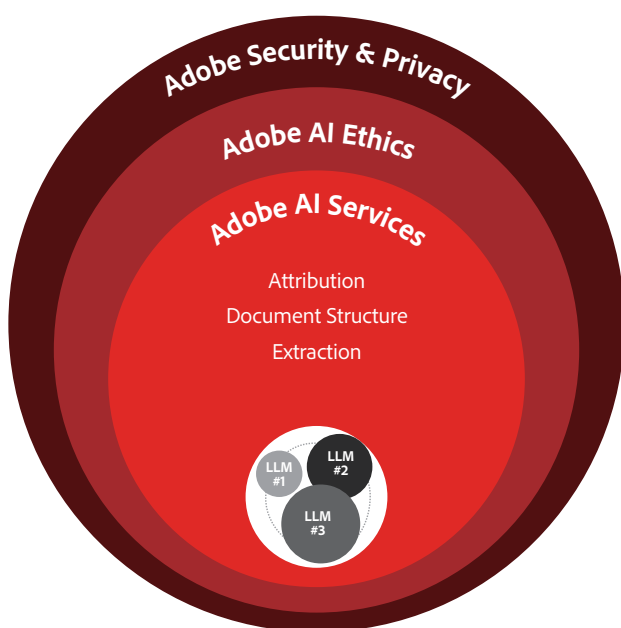 Adobe Security & Privacy
Adobe AI Ethics
Adobe AI Services
Attribution
Document Structure
Extraction
LLM
#1
LLM
#2
LLM
#3